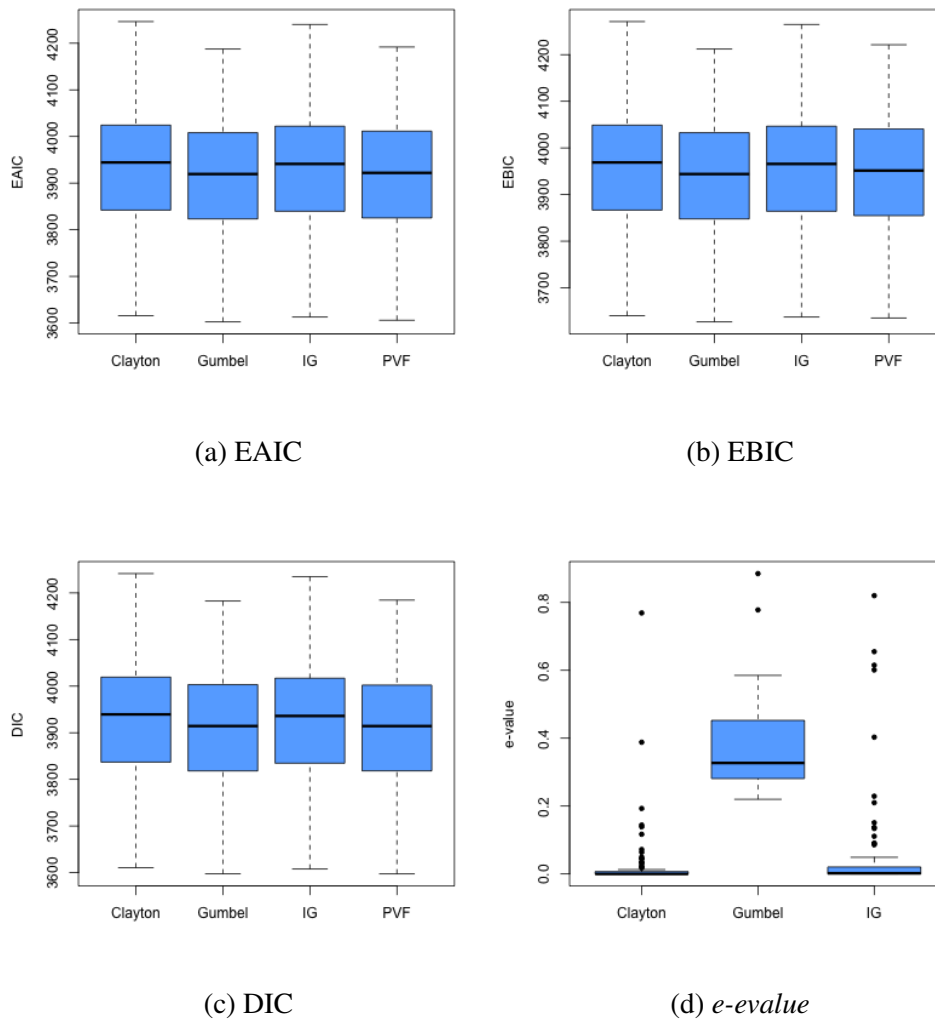 EAIC
3600 3700 3800 3900 4000 4100 4200
Clayton Gumbel IG PVF
(a) EAIC
EBIC
3700 3800 3900 4000 4100 4200
Clayton Gumbel IG PVF
(b) EBIC
DIC
3600 3700 3800 3900 4000 4100 4200
Clayton Gumbel IG PVF
(c) DIC
e-value
0.0 0.2 0.4 0.6 0.8
Clayton Gumbel IG
(d) e-evalue